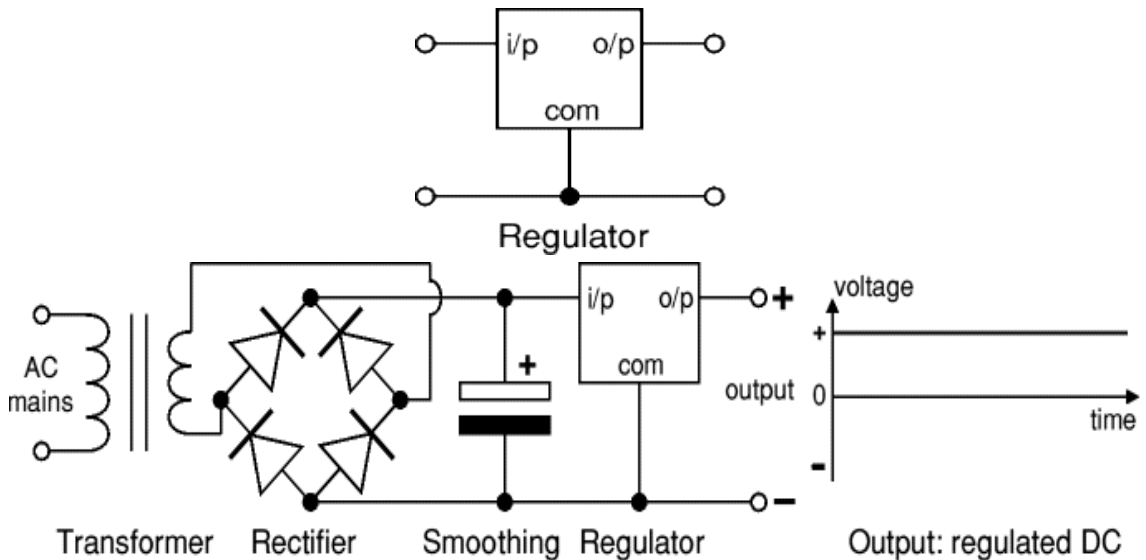 i/p o/p
com
Regulator
voltage
i/p o/p +
+
+
AC
mains
com
output 0
time
-
-
Transformer Rectifier Smoothing Regulator Output: regulated DC